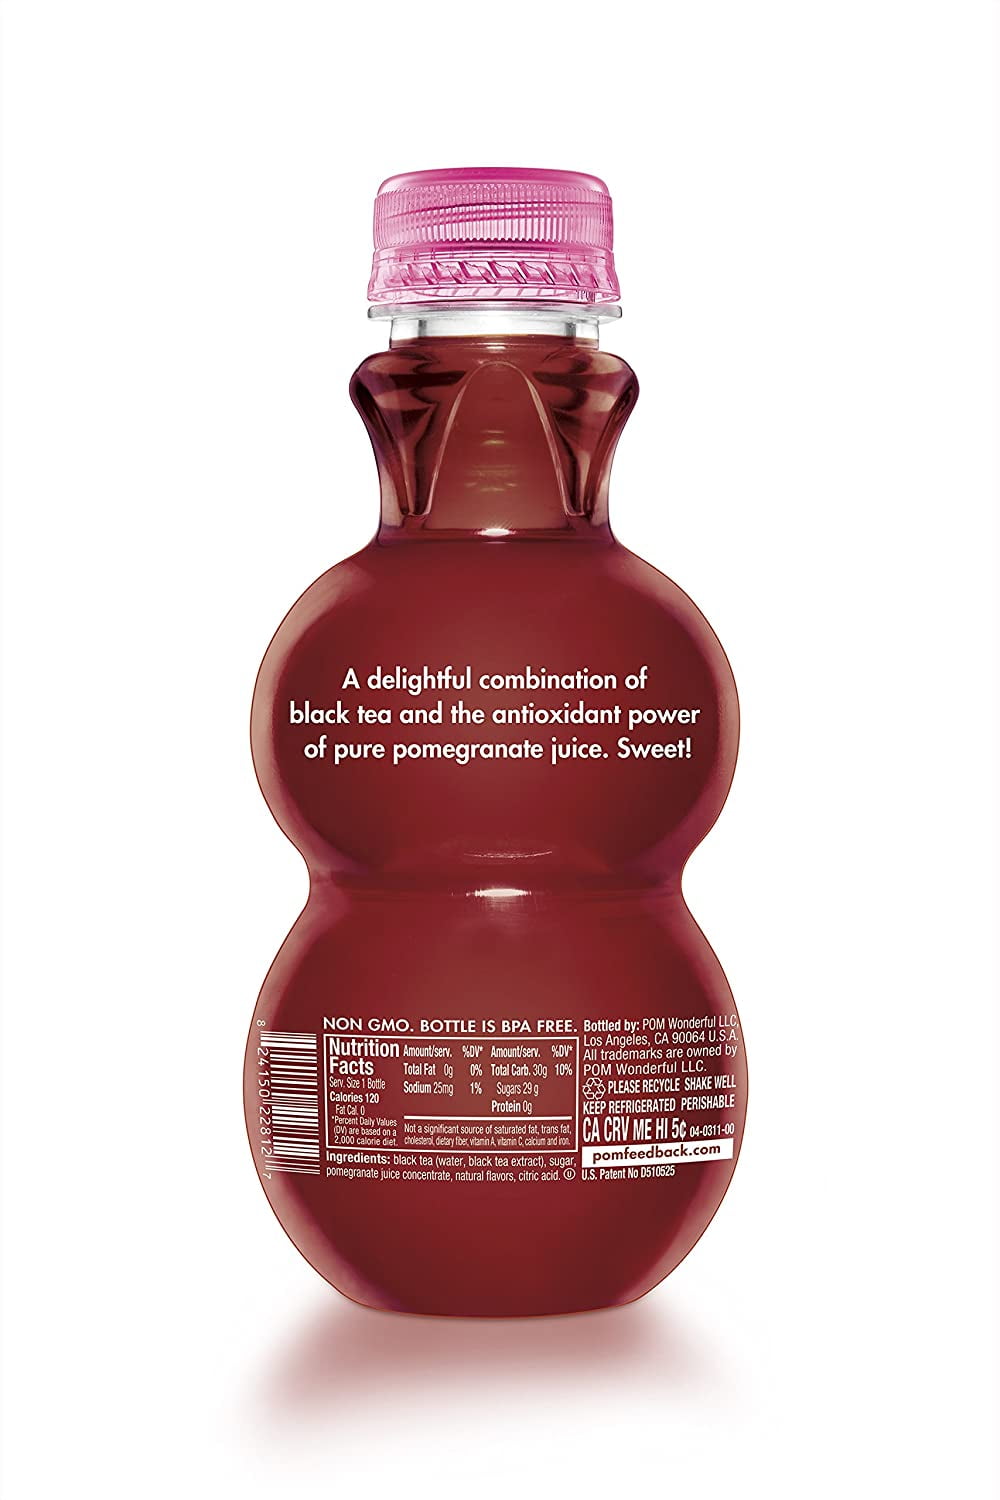 A delightful combination of
black tea and the antioxidant power
of pure pomegranate juice. Sweet!
NON GMO. BOTTLE IS BPA FREE.
8 24150 22812 7
Nutrition
Facts
Serv. Size 1 Bottle
Calories 120
Fat Cal. 0
*Percent Daily Values
(DV) are based on a
2,000 calorie diet.
Amount/serv. %DV* Amount/serv. %DV*
Total Fat 0g 0% Total Carb. 30g 10%
Sodium 25mg 1% Sugars 29 g
Protein 0g
Not a significant source of saturated fat, trans fat,
cholesterol, dietary fiber, vitamin A, vitamin C, calcium and iron.
Ingredients: black tea (water, black tea extract), sugar,
pomegranate juice concentrate, natural flavors, citric acid.
Bottled by: POM Wonderful LLC,
Los Angeles, CA 90064 U.S.A.
All trademarks are owned by
POM Wonderful LLC.
PLEASE RECYCLE SHAKE WELL
KEEP REFRIGERATED PERISHABLE
CA CRV ME HI 5¢ 04-0311-00
pomfeedback.com
U.S. Patent No D510525